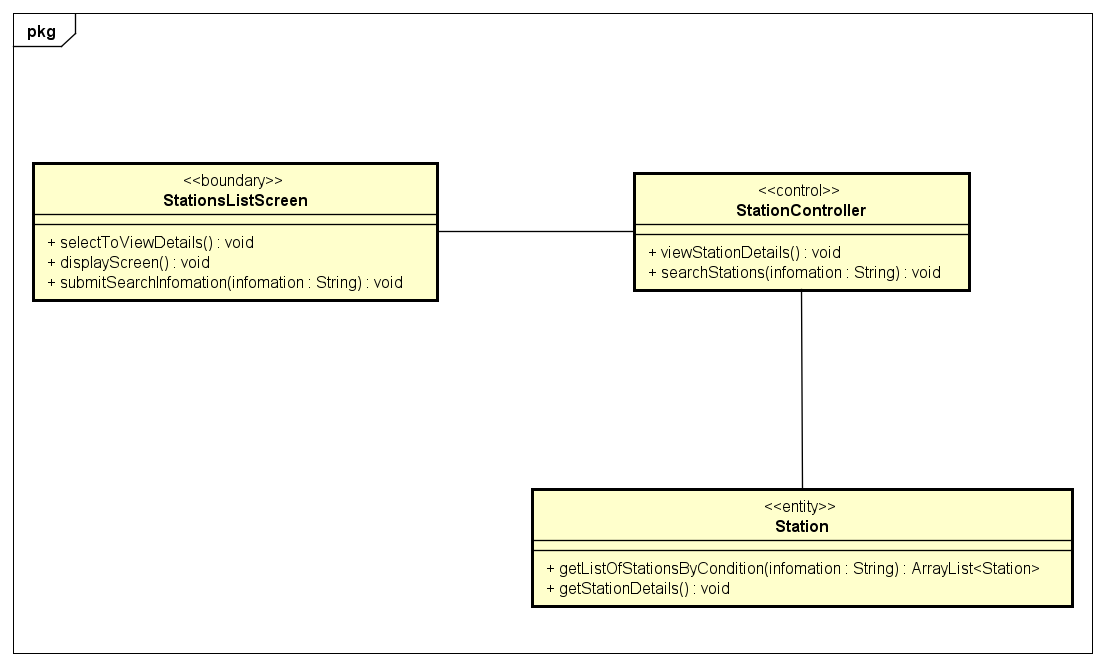 pkg
<<boundary>>
StationsListScreen
+ selectToViewDetails() : void
+ displayScreen() : void
+ submitSearchInfomation(infomation : String) : void
<<control>>
StationController
+ viewStationDetails() : void
+ searchStations(infomation : String) : void
<<entity>>
Station
+ getListOfStationsByCondition(infomation : String) : ArrayList<Station>
+ getStationDetails() : void